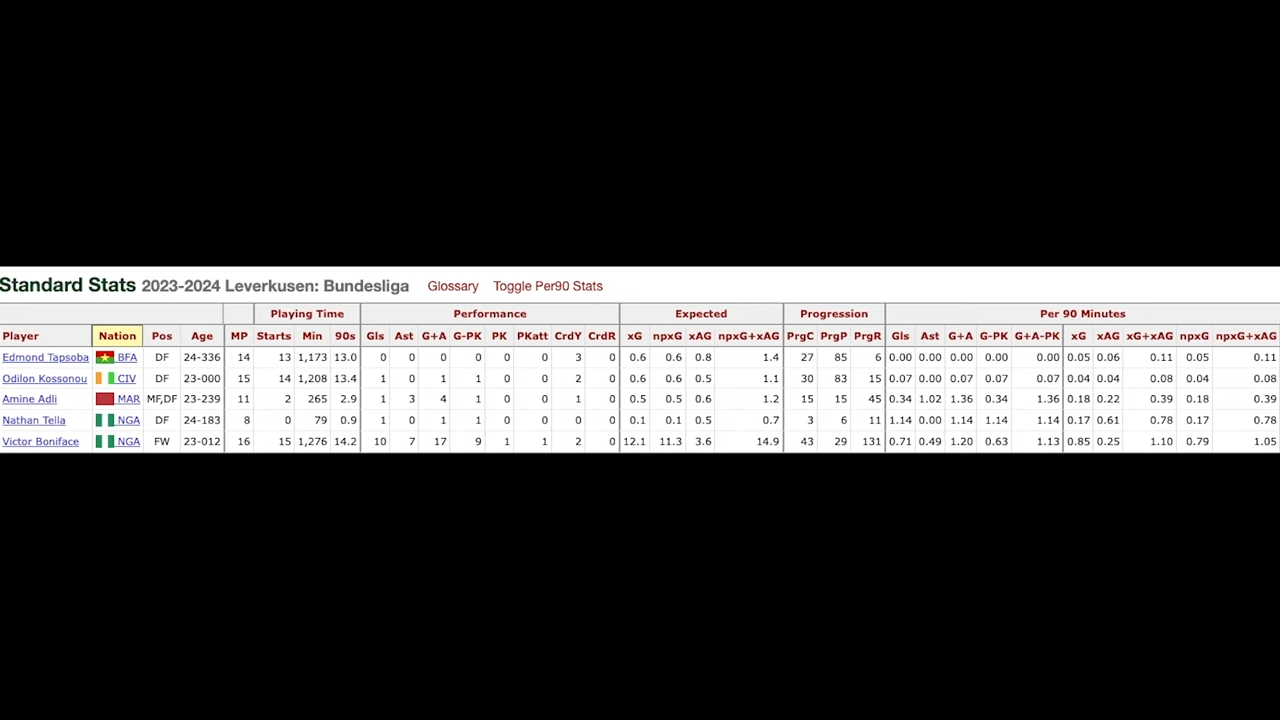 Standard Stats 2023-2024 Leverkusen: Bundesliga Glossary Toggle Per90 Stats
Playing Time Performance Expected Progression Per 90 Minutes
Player Nation Pos Age MP Starts Min 90s Gls Ast G+A G-PK PK PKatt CrdY CrdR xG npxG xAG npxG+xAG PrgC PrgP PrgR Gls Ast G+A G-PK G+A-PK xG xAG xG+xAG npxG npxG+xAG
Edmond Tapsoba BFA DF 24-336 14 13 1,173 13.0 0 0 0 0 0 0 3 0 0.6 0.6 0.8 1.4 27 85 6 0.00 0.00 0.00 0.00 0.00 0.05 0.06 0.11 0.05 0.11
Odilon Kossonou CIV DF 23-000 15 14 1,208 13.4 1 0 1 1 0 0 2 0 0.6 0.6 0.5 1.1 30 83 15 0.07 0.00 0.07 0.07 0.07 0.04 0.04 0.08 0.04 0.08
Amine Adli MAR MF,DF 23-239 11 2 265 2.9 1 3 4 1 0 0 1 0 0.5 0.5 0.6 1.2 15 15 45 0.34 1.02 1.36 0.34 1.36 0.18 0.22 0.39 0.18 0.39
Nathan Tella NGA DF 24-183 8 0 79 0.9 1 0 1 1 0 0 0 0 0.1 0.1 0.5 0.7 3 6 11 1.14 0.00 1.14 1.14 1.14 0.17 0.61 0.78 0.17 0.78
Victor Boniface NGA FW 23-012 16 15 1,276 14.2 10 7 17 9 1 1 2 0 12.1 11.3 3.6 14.9 43 29 131 0.71 0.49 1.20 0.63 1.13 0.85 0.25 1.10 0.79 1.05